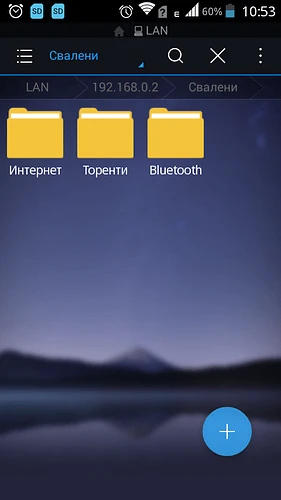 SD SD E 60% 10:53
LAN
Свалени
LAN 192.168.0.2 Свалени
Интернет Торенти Bluetooth